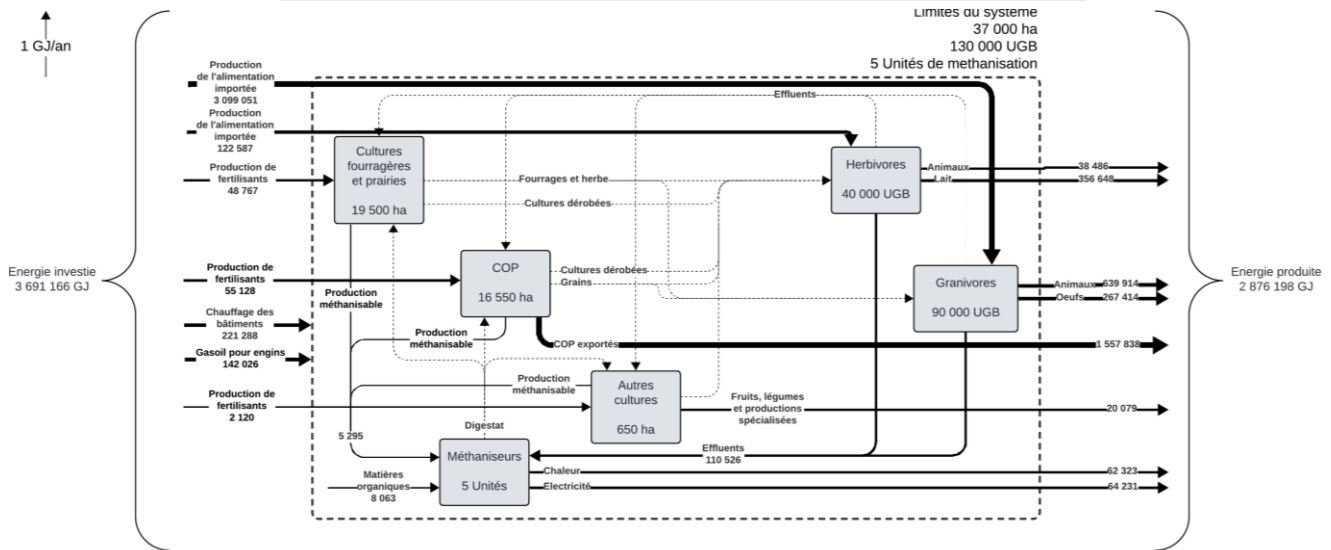 Limites du système
37 000 ha
130 000 UGB
5 Unités de methanisation
1 GJ/an
Energie investie
3 691 166 GJ
Production
de l'alimentation
importée
3 099 051
Production
de l'alimentation
importée
122 587
Production de
fertilisants
48 767
Production de
fertilisants
55 128
Chauffage des
bâtiments
221 288
Gasoil pour engins
142 026
Production de
fertilisants
2 120
Cultures
fourragères
et prairies
19 500 ha
Effluents
Fourrages et herbe
Cultures dérobées
Herbivores
40 000 UGB
Animaux
38 486
Lait
356 648
COP
16 550 ha
Cultures dérobées
Grains
Granivores
90 000 UGB
Animaux
639 914
Oeufs
267 414
Energie produite
2 876 198 GJ
Production
méthanisable
Production
méthanisable
COP exportés
1 557 838
Production
méthanisable
Autres
cultures
650 ha
Fruits, légumes
et productions
spécialisées
20 079
Digestat
5 295
Effluents
110 526
Méthaniseurs
5 Unités
Matières
organiques
8 063
Chaleur
62 323
Electricité
64 231